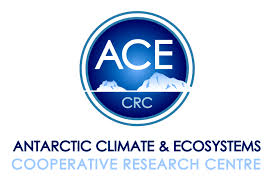 ACE
CRC
ANTARCTIC CLIMATE & ECOSYSTEMS
COOPERATIVE RESEARCH CENTRE